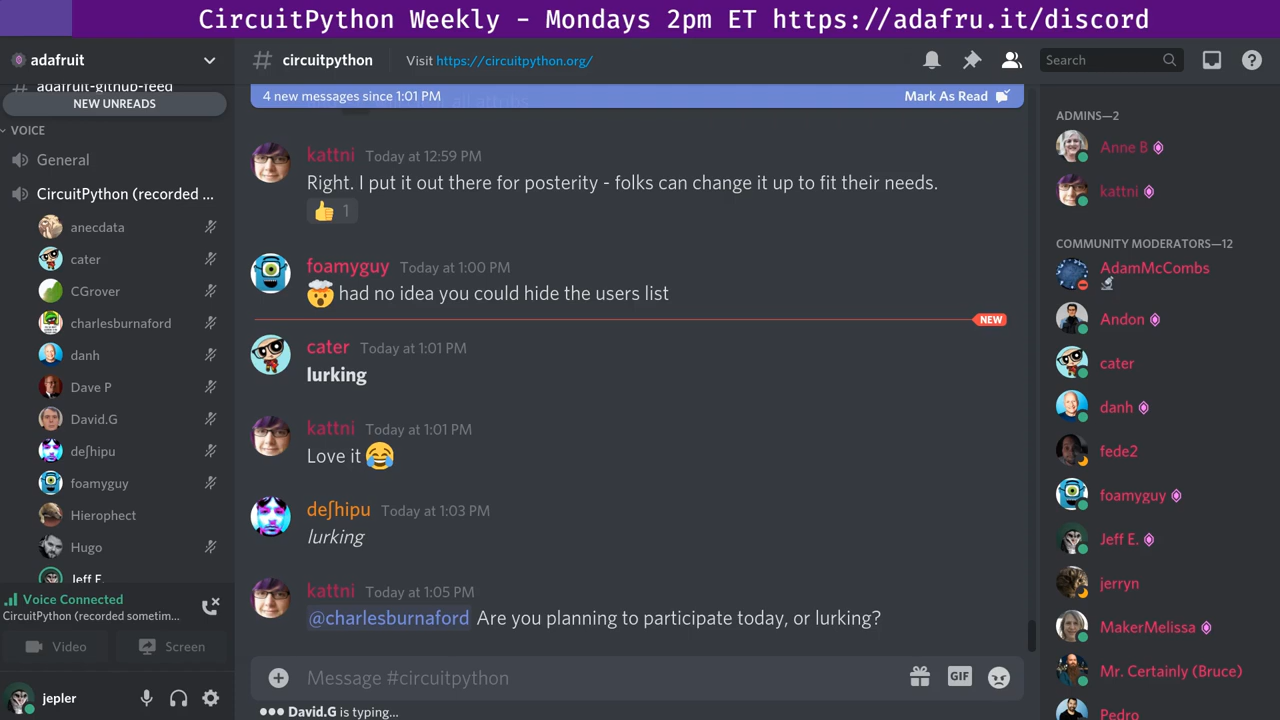 CircuitPython Weekly - Mondays 2pm ET https://adafru.it/discord
adafruit
# circuitpython
Visit https://circuitpython.org/
Search
adafruit-github-feed
NEW UNREADS
VOICE
General
CircuitPython (recorded ...
anecdata
cater
CGrover
charlesburnaford
danh
Dave P
David.G
deʃhipu
foamyguy
Hierophect
Hugo
Jeff E.
Voice Connected
CircuitPython (recorded sometim...
Video
Screen
jepler
4 new messages since 1:01 PM
Mark As Read
kattni Today at 12:59 PM
Right. I put it out there for posterity - folks can change it up to fit their needs.
👍 1
foamyguy Today at 1:00 PM
🤯 had no idea you could hide the users list
NEW
cater Today at 1:01 PM
lurking
kattni Today at 1:01 PM
Love it 😂
deʃhipu Today at 1:03 PM
lurking
kattni Today at 1:05 PM
@charlesburnaford Are you planning to participate today, or lurking?
Message #circuitpython
GIF
David.G is typing...
ADMINS—2
Anne B
kattni
COMMUNITY MODERATORS—12
AdamMcCombs
Andon
cater
danh
fede2
foamyguy
Jeff E.
jerryn
MakerMelissa
Mr. Certainly (Bruce)
Pedro